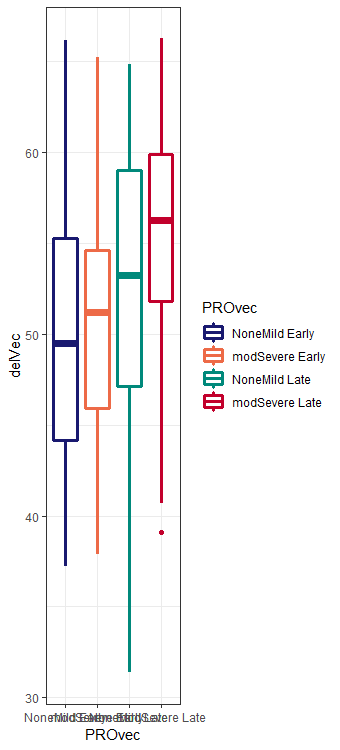 60
50
40
30
delVec
PROvec
NoneMild Early
modSevere Early
NoneMild Late
modSevere Late
PROvec